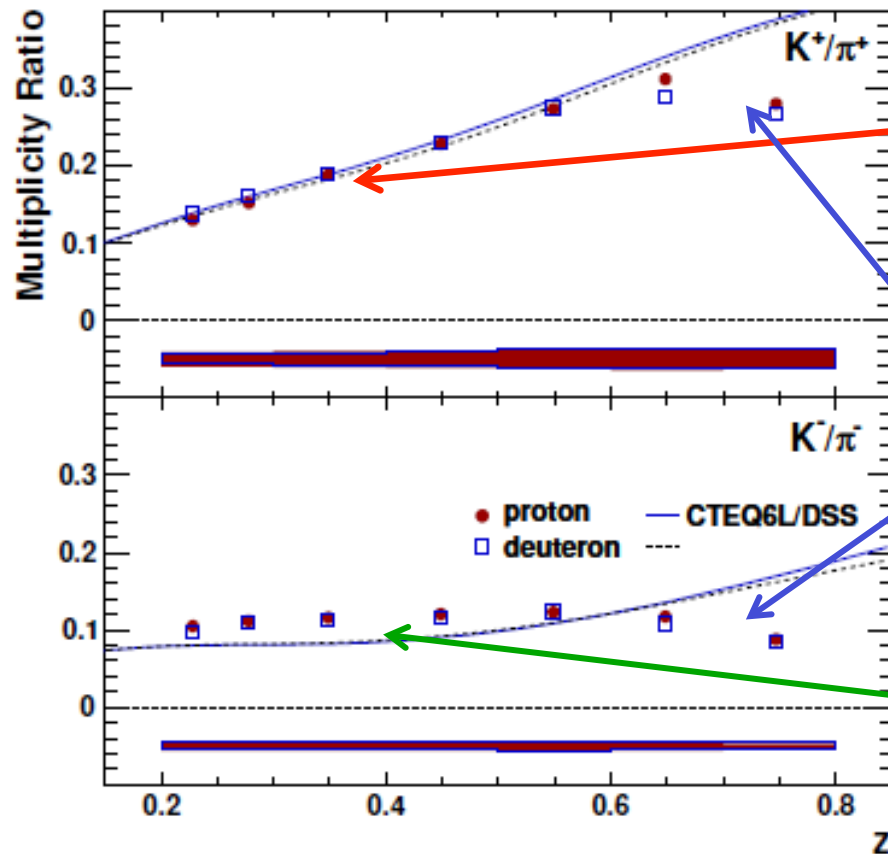 Multiplicity Ratio
K⁺/π⁺
0.3
0.2
0.1
0
K⁻/π⁻
0.3
proton
CTEQ6L/DSS
0.2
deuteron
0.1
0
0.2
0.4
0.6
0.8
z